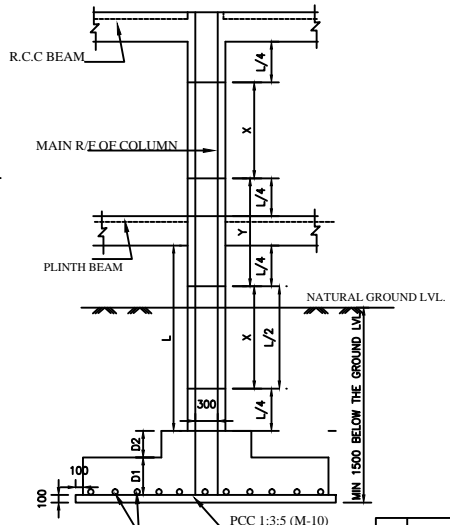 R.C.C BEAM
L/4
X
MAIN R/F OF COLUMN
L/4
Y
PLINTH BEAM
L/4
NATURAL GROUND LVL.
L
X
L/2
MIN 1500 BELOW THE GROUND LVL
300
L/4
D2
D1
100
100
PCC 1:3:5 (M-10)